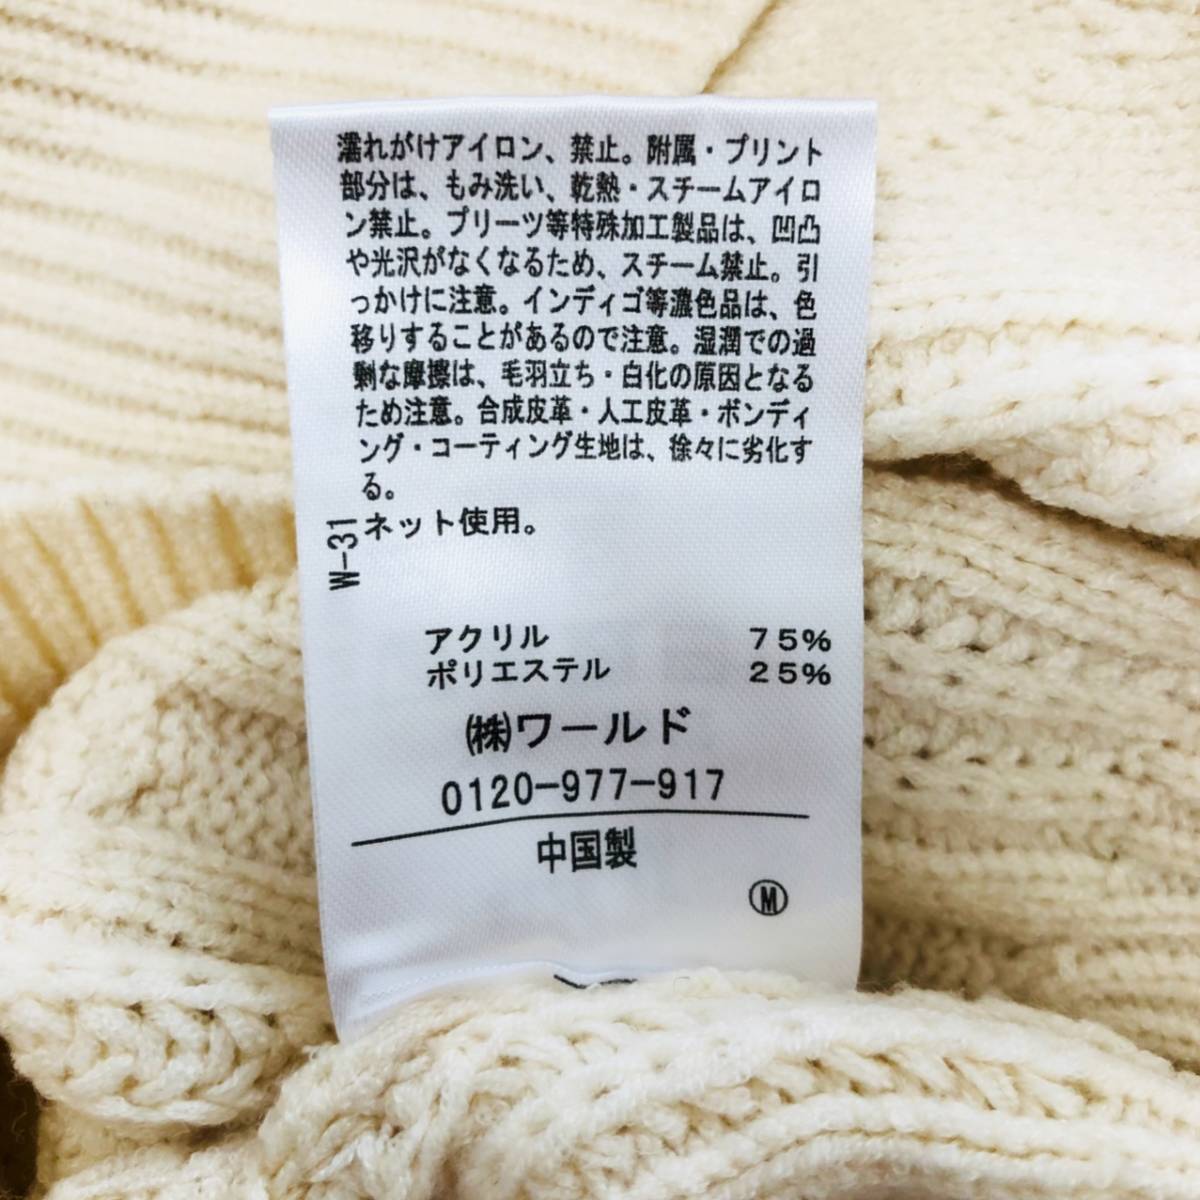 濡れがけアイロン、禁止。附属・プリント
部分は、もみ洗い、乾熱・スチームアイロ
ン禁止。プリーツ等特殊加工製品は、凹凸
や光沢がなくなるため、スチーム禁止。引
っかけに注意。インディゴ等濃色品は、色
移りすることがあるので注意。湿潤での過
剰な摩擦は、毛羽立ち・白化の原因となる
ため注意。合成皮革・人工皮革・ボンディ
ング・コーティング生地は、徐々に劣化す
る。
ネット使用。
W-31
アクリル 75%
ポリエステル 25%
㈱ワールド
0120-977-917
中国製
Ⓜ